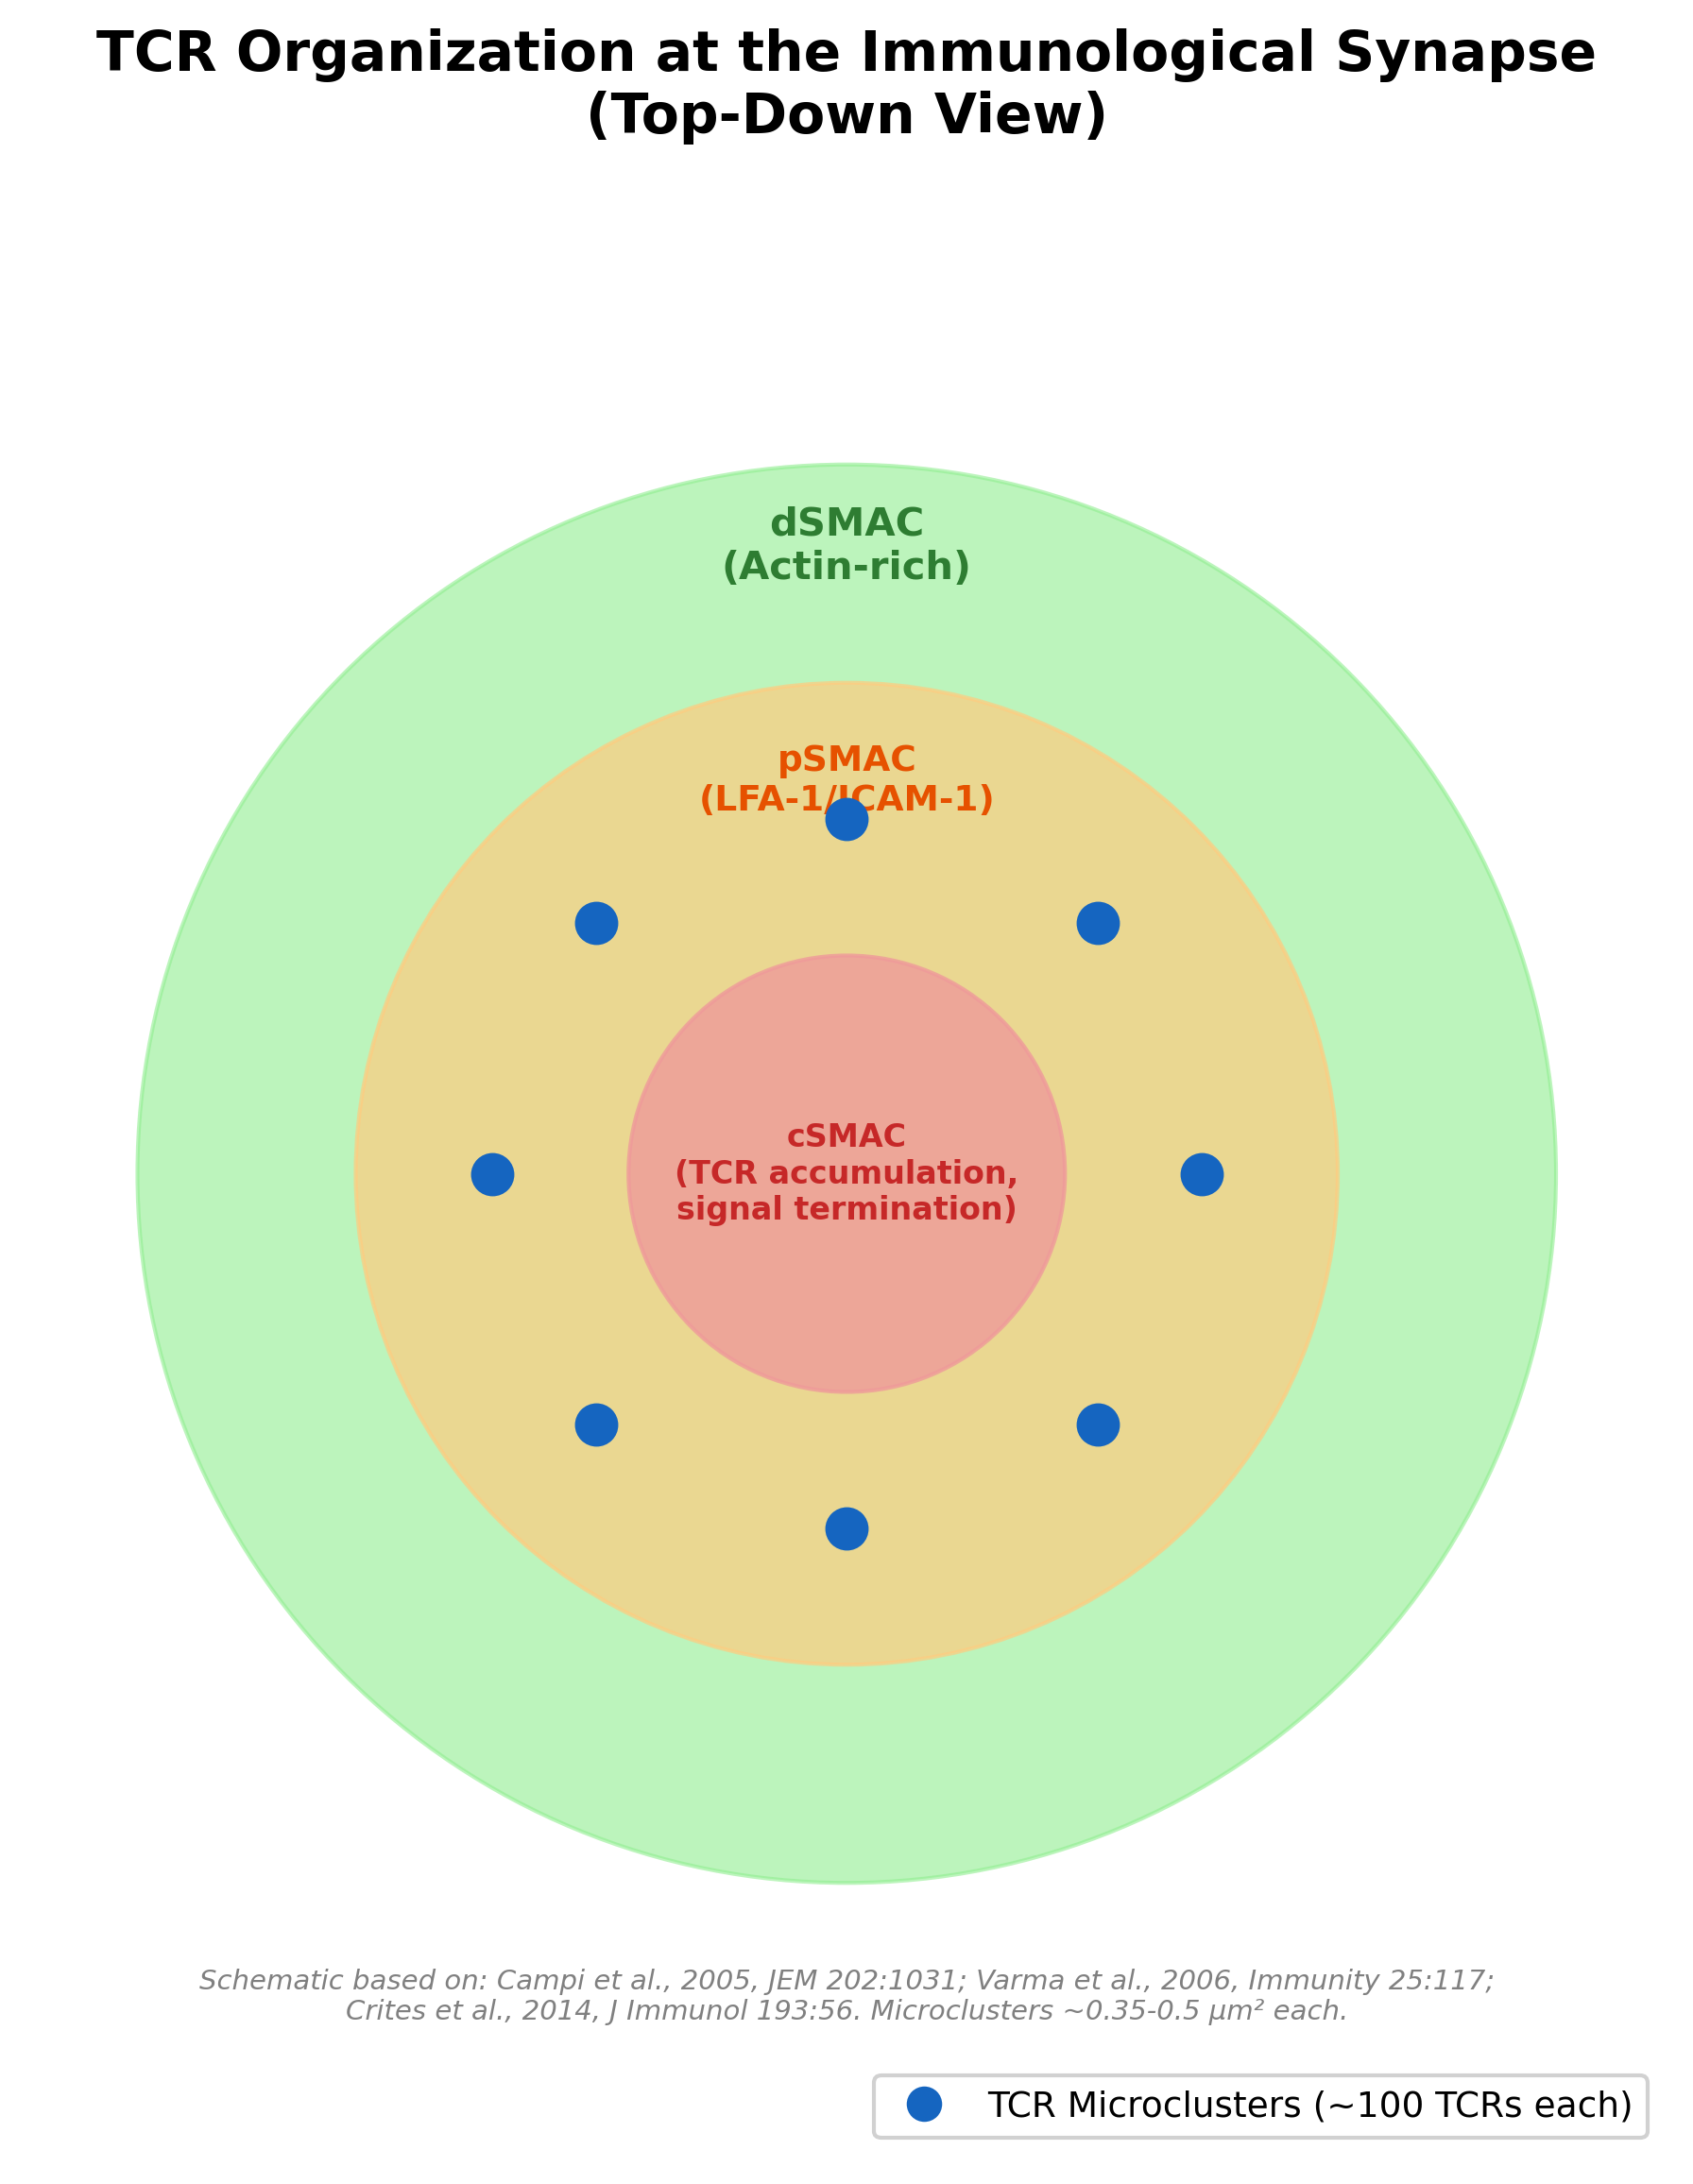 TCR Organization at the Immunological Synapse
(Top-Down View)
dSMAC
(Actin-rich)
pSMAC
(LFA-1/ICAM-1)
cSMAC
(TCR accumulation,
signal termination)
Schematic based on: Campi et al., 2005, JEM 202:1031; Varma et al., 2006, Immunity 25:117;
Crites et al., 2014, J Immunol 193:56. Microclusters ~0.35-0.5 μm² each.
TCR Microclusters (~100 TCRs each)